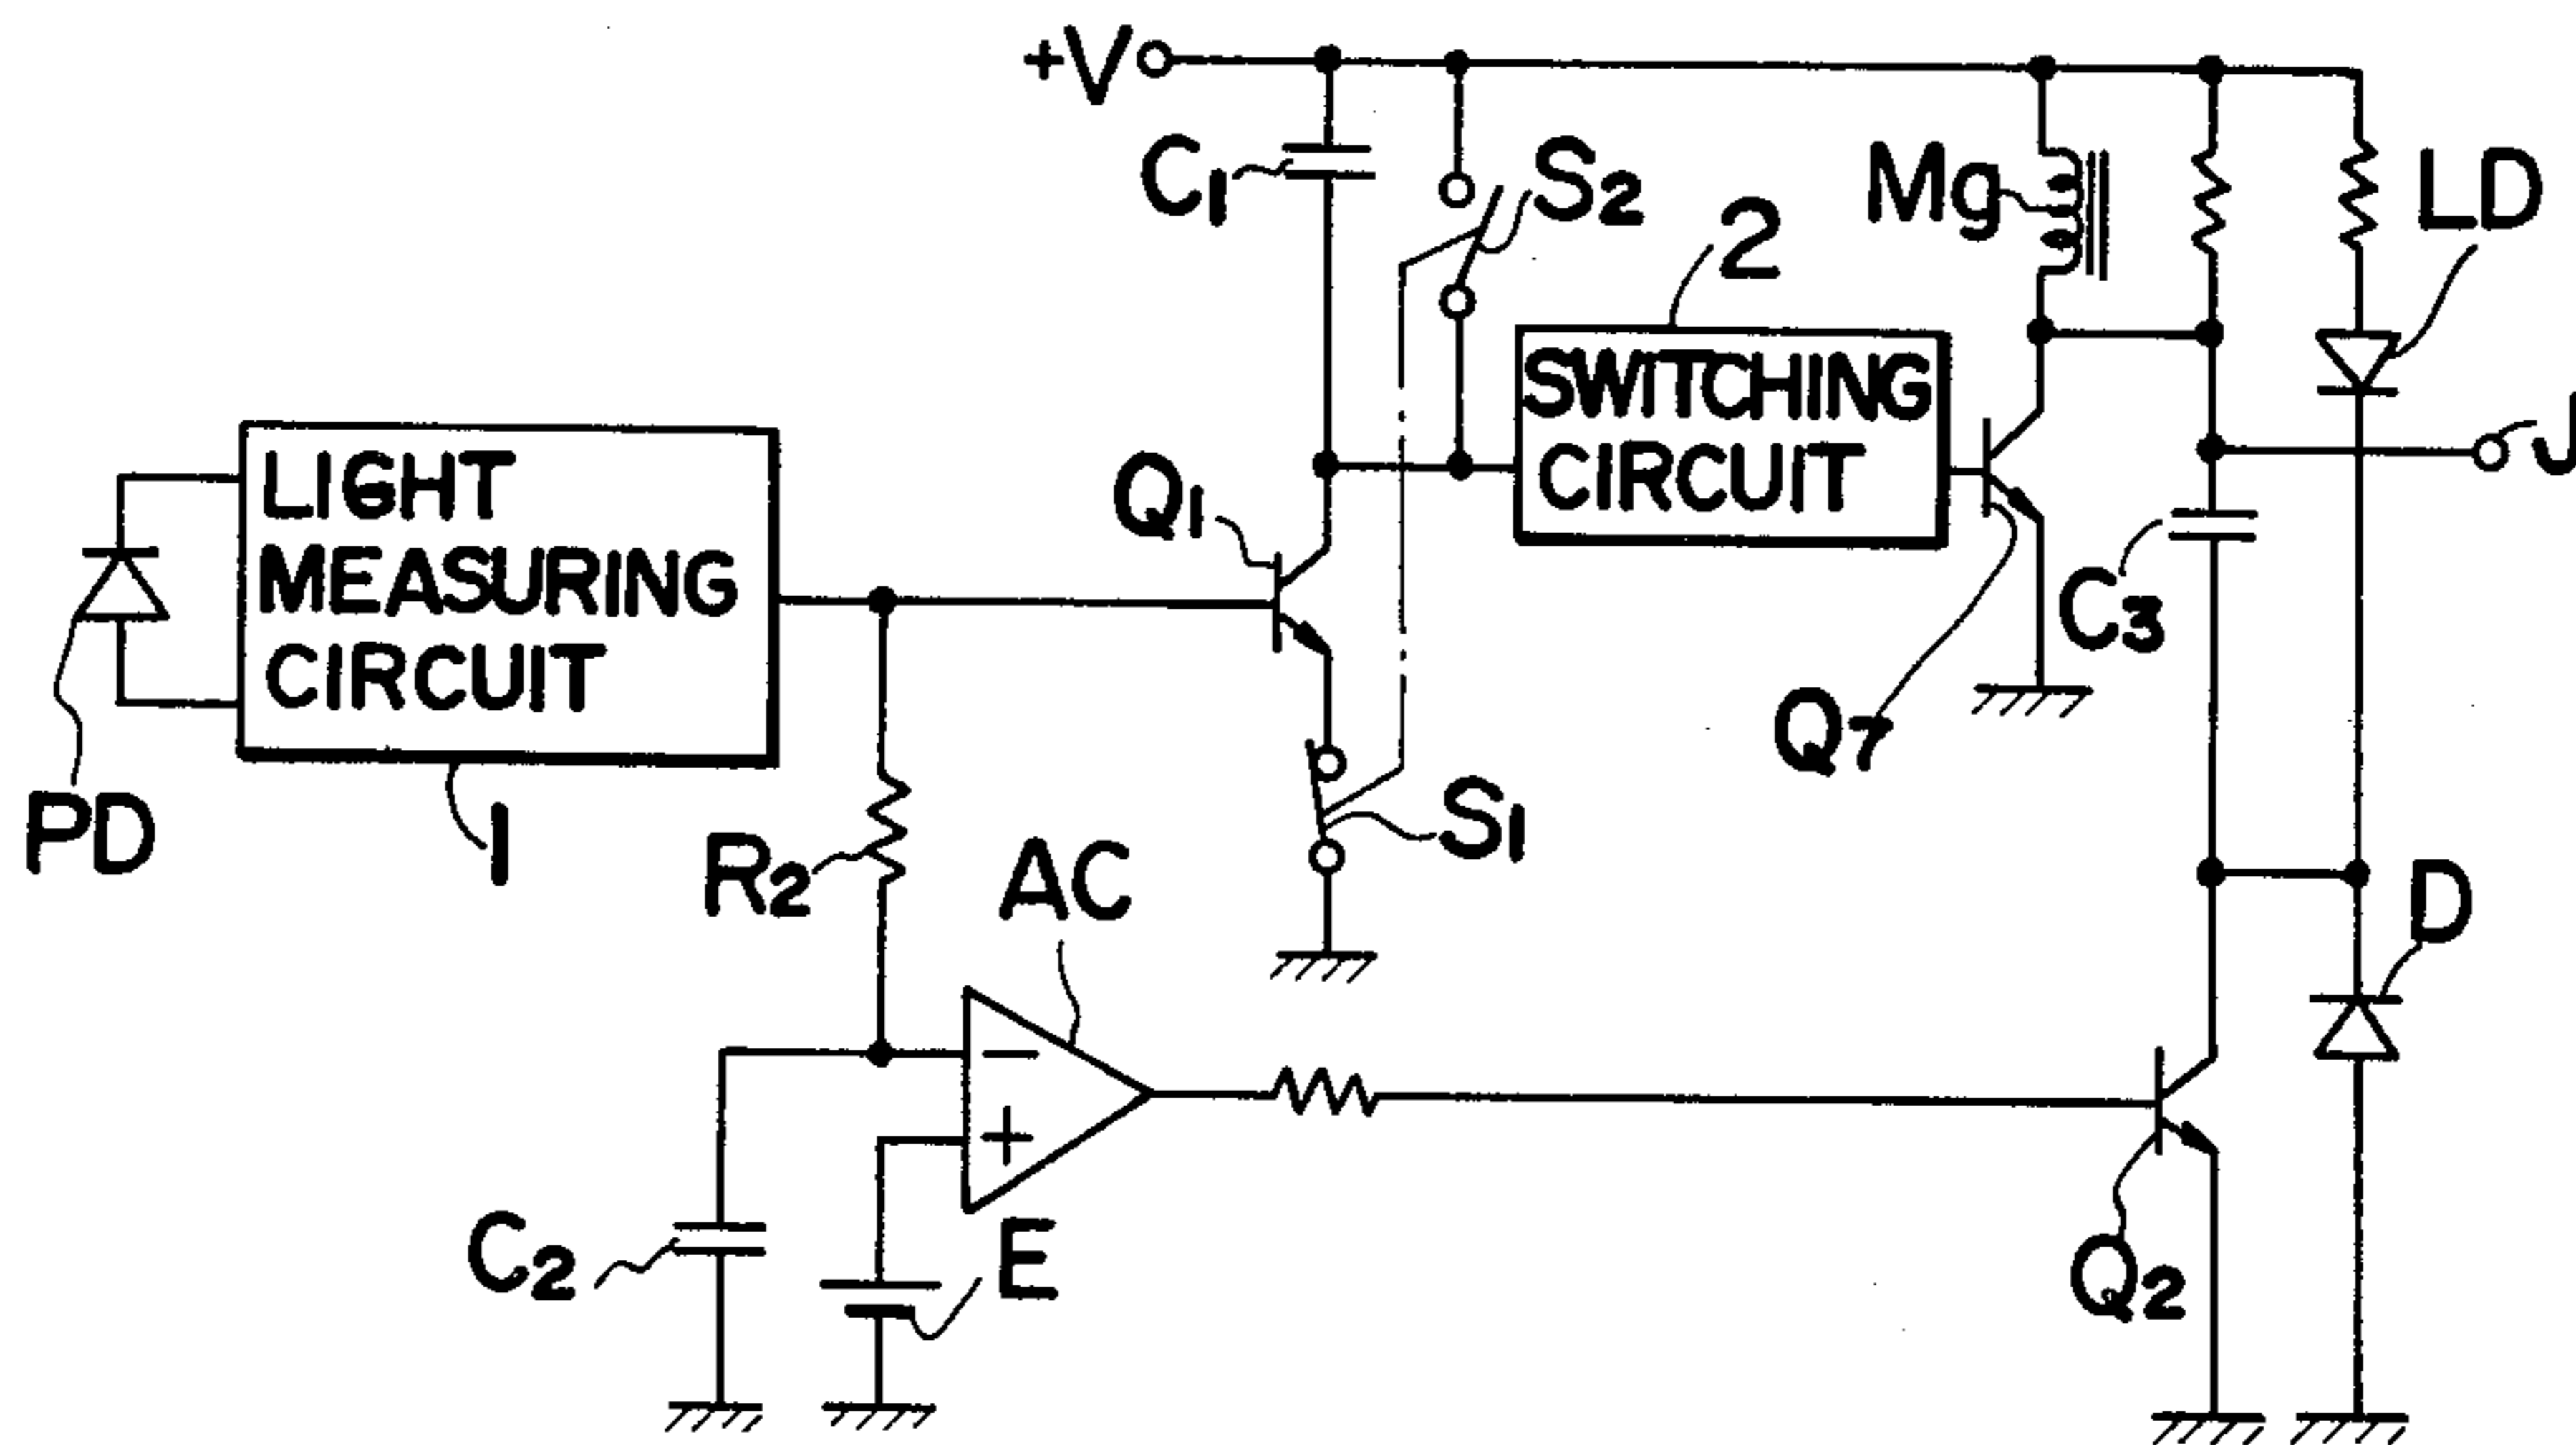 +V
C1
S2
2
Mg
LD
SWITCHING
CIRCUIT
J
LIGHT
MEASURING
CIRCUIT
Q1
C3
Q7
PD
1
R2
AC
S1
D
−
+
C2
E
Q2